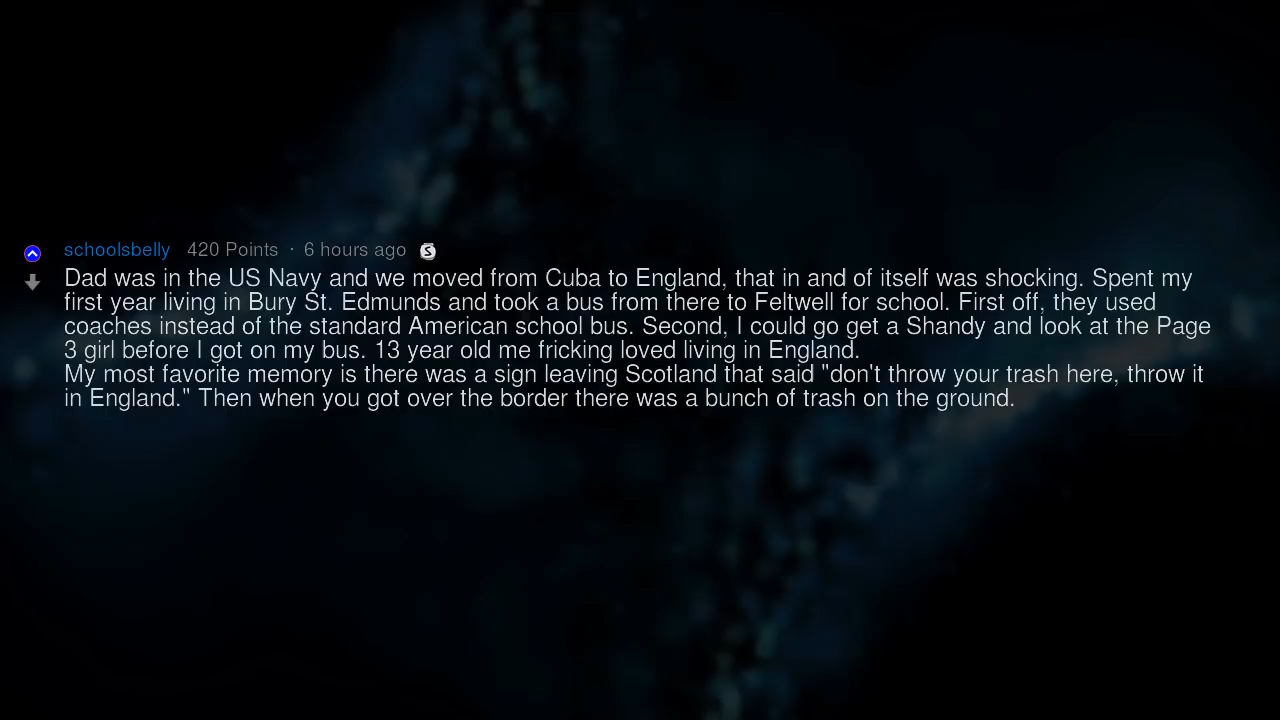 schoolsbelly 420 Points · 6 hours ago
Dad was in the US Navy and we moved from Cuba to England, that in and of itself was shocking. Spent my
first year living in Bury St. Edmunds and took a bus from there to Feltwell for school. First off, they used
coaches instead of the standard American school bus. Second, I could go get a Shandy and look at the Page
3 girl before I got on my bus. 13 year old me fricking loved living in England.
My most favorite memory is there was a sign leaving Scotland that said "don't throw your trash here, throw it
in England." Then when you got over the border there was a bunch of trash on the ground.